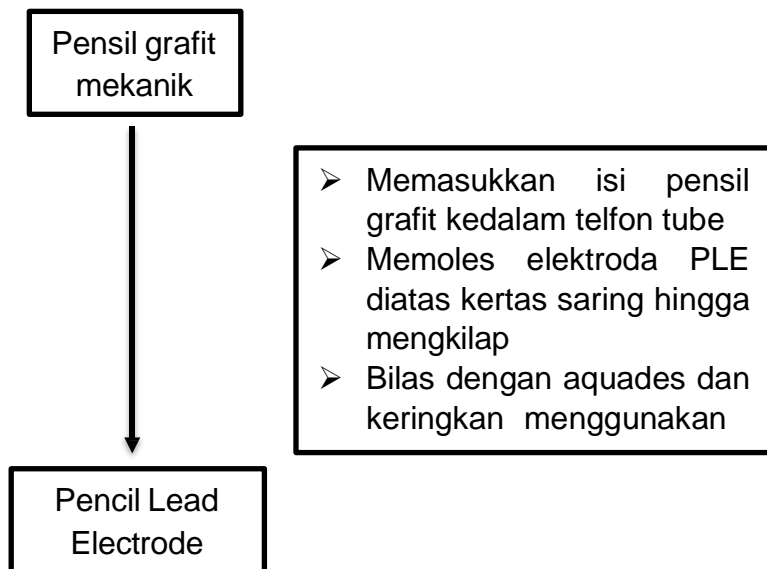 Pensil grafit
mekanik
➢ Memasukkan isi pensil
grafit kedalam telfon tube
➢ Memoles elektroda PLE
diatas kertas saring hingga
mengkilap
➢ Bilas dengan aquades dan
keringkan menggunakan
Pencil Lead
Electrode